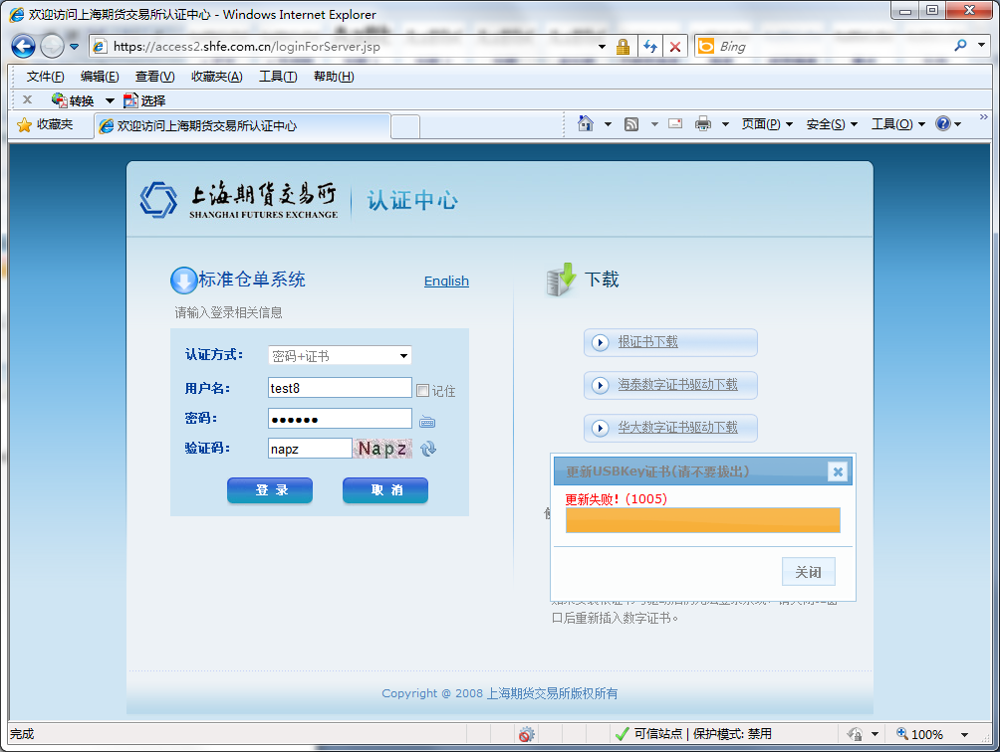 欢迎访问上海期货交易所认证中心 - Windows Internet Explorer
https://access2.shfe.com.cn/loginForServer.jsp
Bing
文件(F) 编辑(E) 查看(V) 收藏夹(A) 工具(T) 帮助(H)
转换 选择
收藏夹 欢迎访问上海期货交易所认证中心 页面(P) 安全(S) 工具(O)
上海期货交易所 认证中心
SHANGHAI FUTURES EXCHANGE
标准仓单系统 English
请输入登录相关信息
认证方式： 密码+证书
用户名： test8 记住
密码： ●●●●●●
验证码： napz Napz
登 录 取 消
下载
根证书下载
海泰数字证书驱动下载
华大数字证书驱动下载
更新USBKey证书(请不要拔出)
更新失败！(1005)
关闭
口后重新插入数字证书。
Copyright @ 2008 上海期货交易所版权所有
完成 可信站点 | 保护模式: 禁用 100%